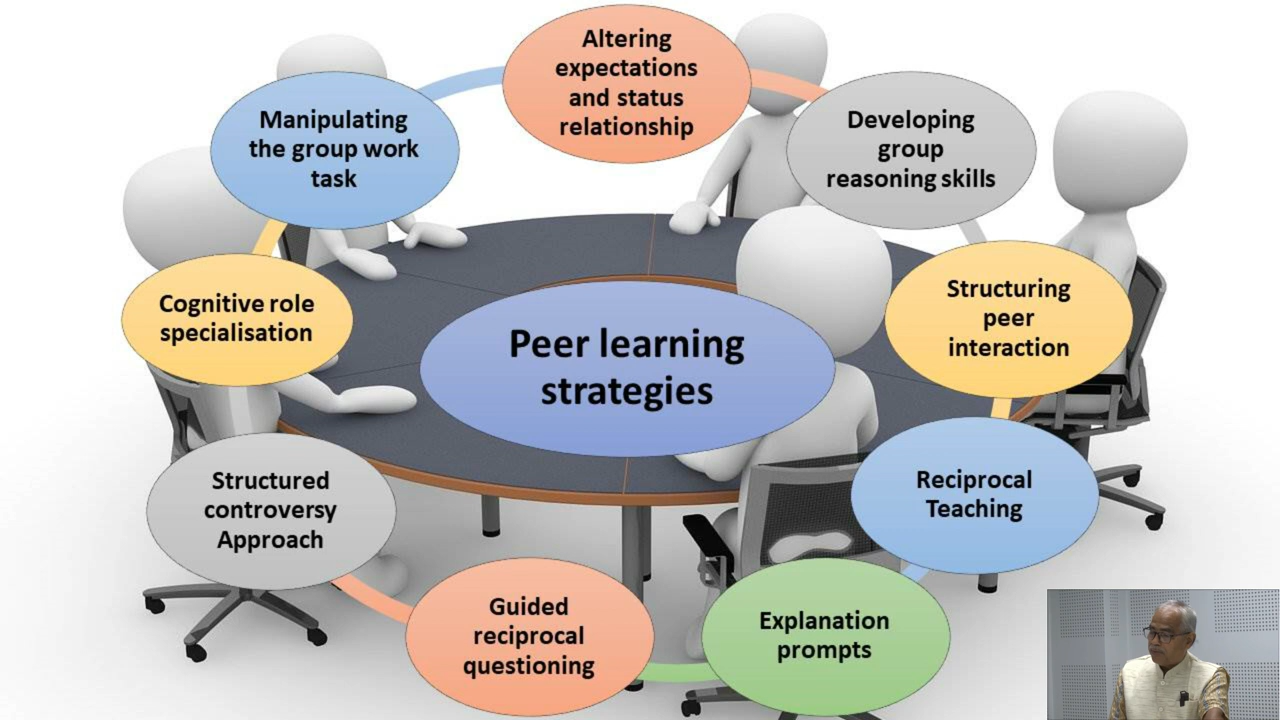 Altering
expectations
and status
relationship
Developing
group
reasoning skills
Structuring
peer
interaction
Reciprocal
Teaching
Explanation
prompts
Guided
reciprocal
questioning
Structured
controversy
Approach
Cognitive role
specialisation
Manipulating
the group work
task
Peer learning
strategies